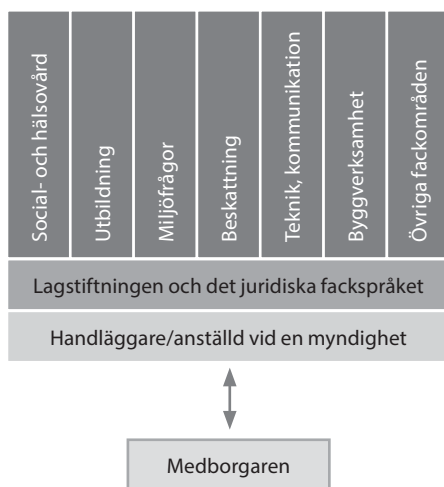 Social- och hälsovård
Utbildning
Miljöfrågor
Beskattning
Teknik, kommunikation
Byggverksamhet
Övriga fackområden
Lagstiftningen och det juridiska fackspråket
Handläggare/anställd vid en myndighet
Medborgaren